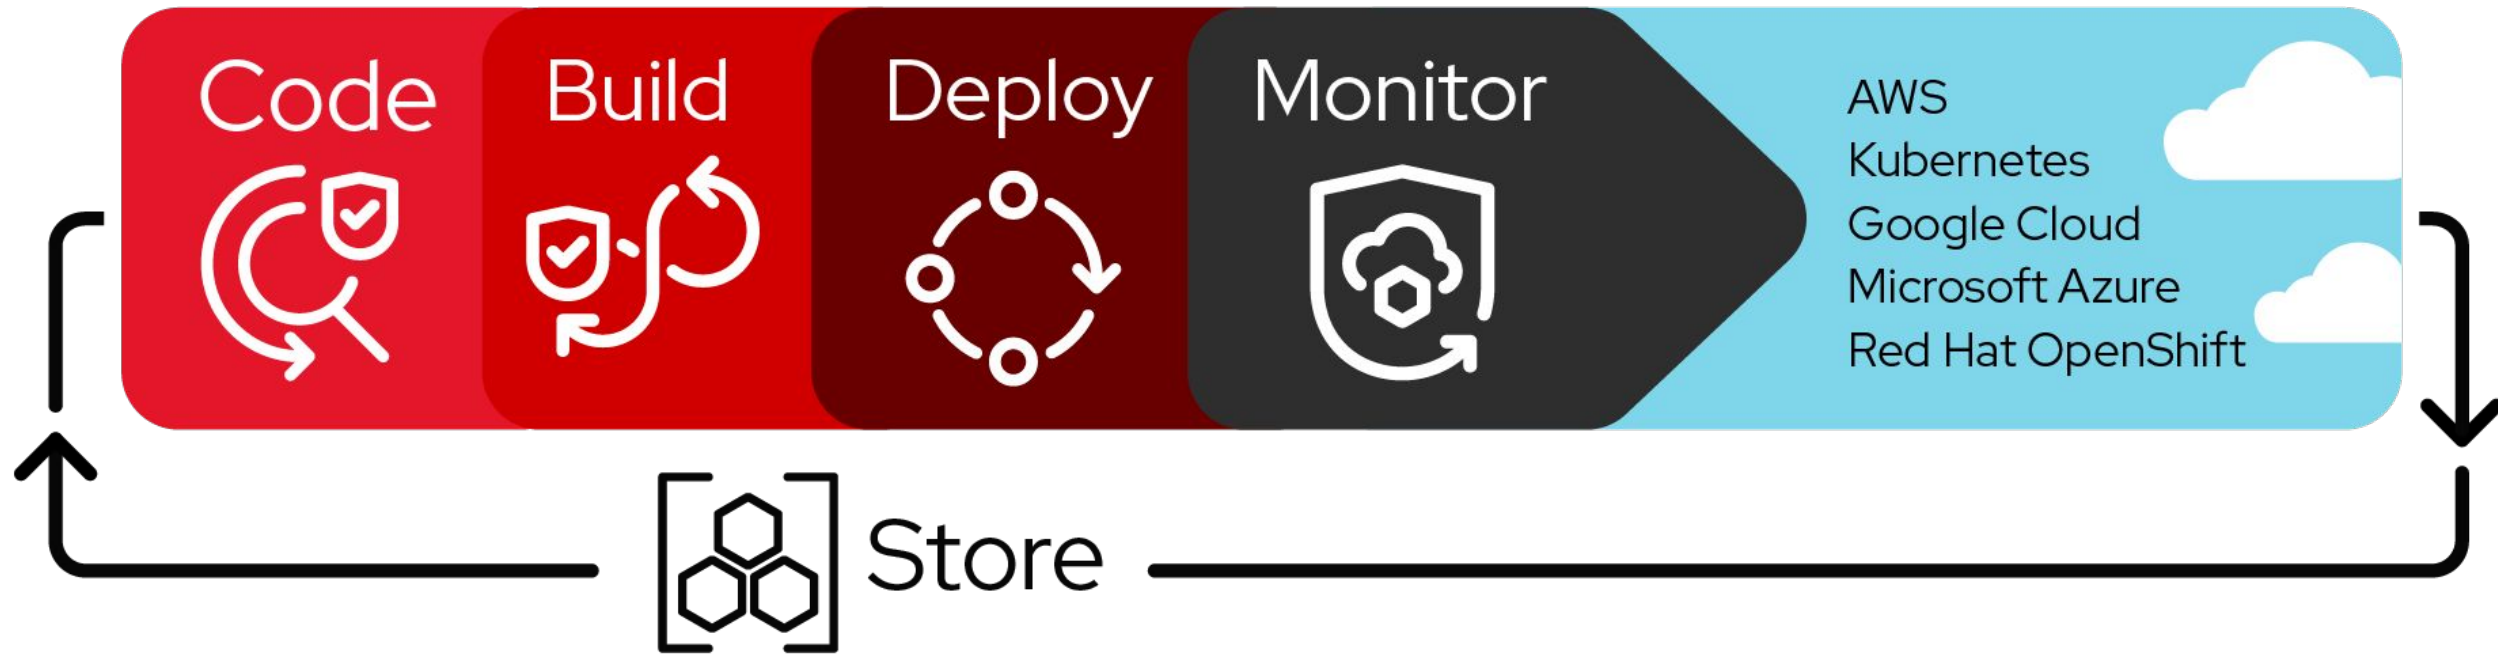 Code
Build
Deploy
Monitor
AWS
Kubernetes
Google Cloud
Microsoft Azure
Red Hat OpenShift
Store